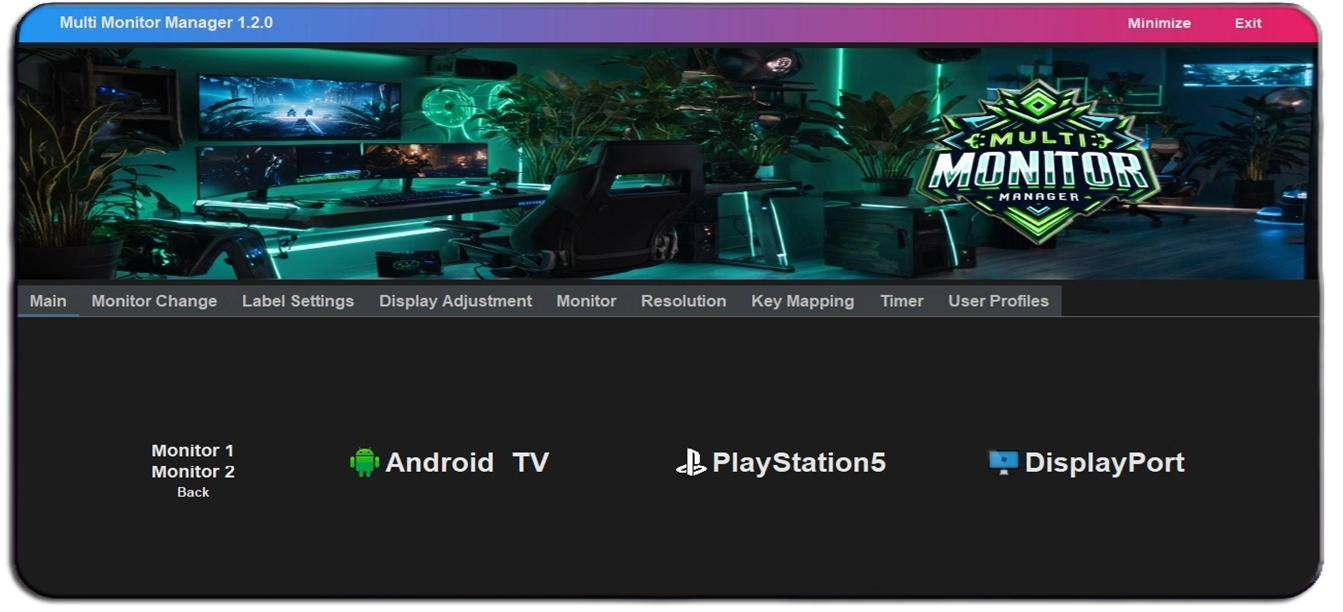 Multi Monitor Manager 1.2.0 Minimize Exit
MULTI
MONITOR
MANAGER
Main Monitor Change Label Settings Display Adjustment Monitor Resolution Key Mapping Timer User Profiles
Monitor 1
Monitor 2
Back
Android TV
PlayStation5
DisplayPort